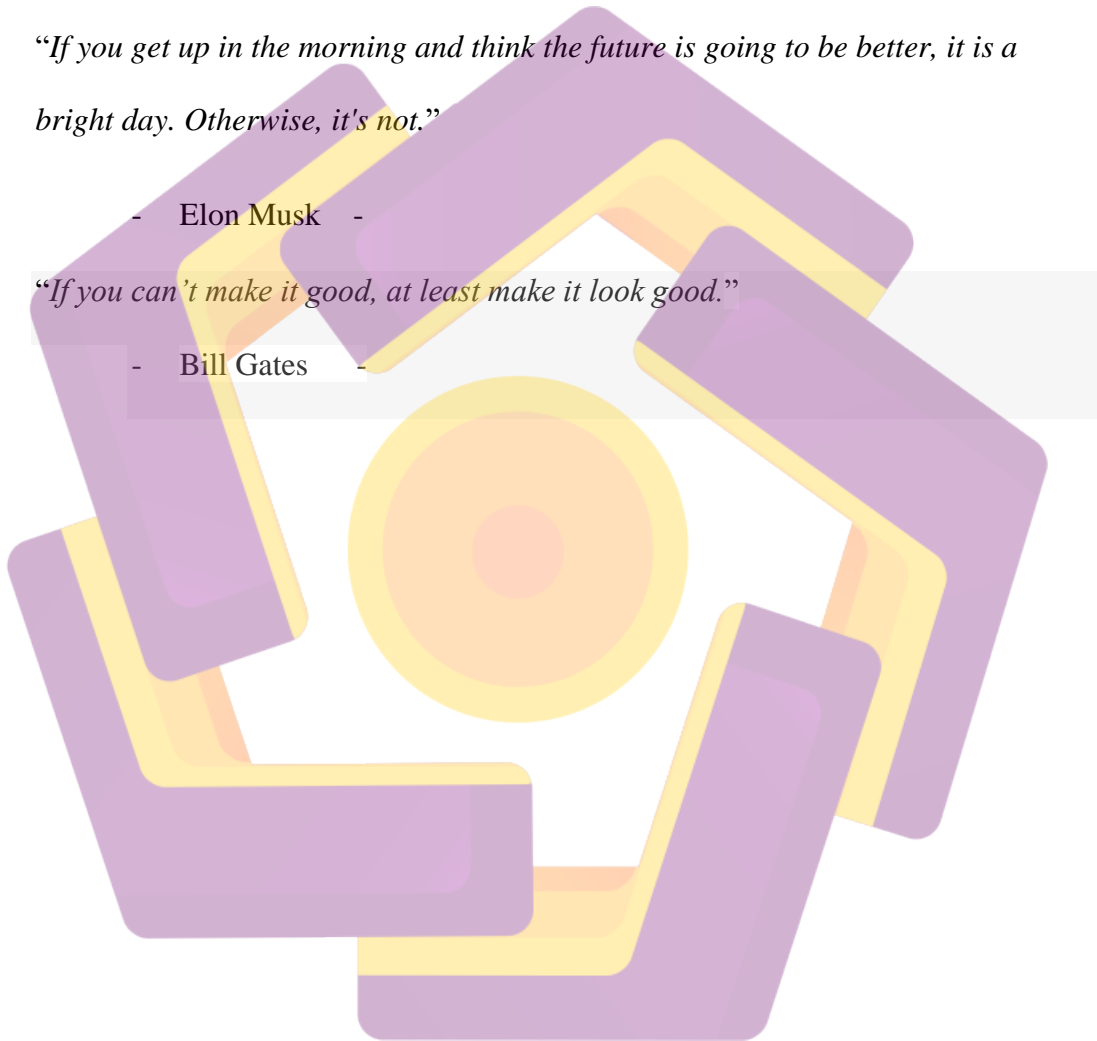 “If you get up in the morning and think the future is going to be better, it is a
bright day. Otherwise, it's not.”
- Elon Musk -
“If you can’t make it good, at least make it look good.”
- Bill Gates -